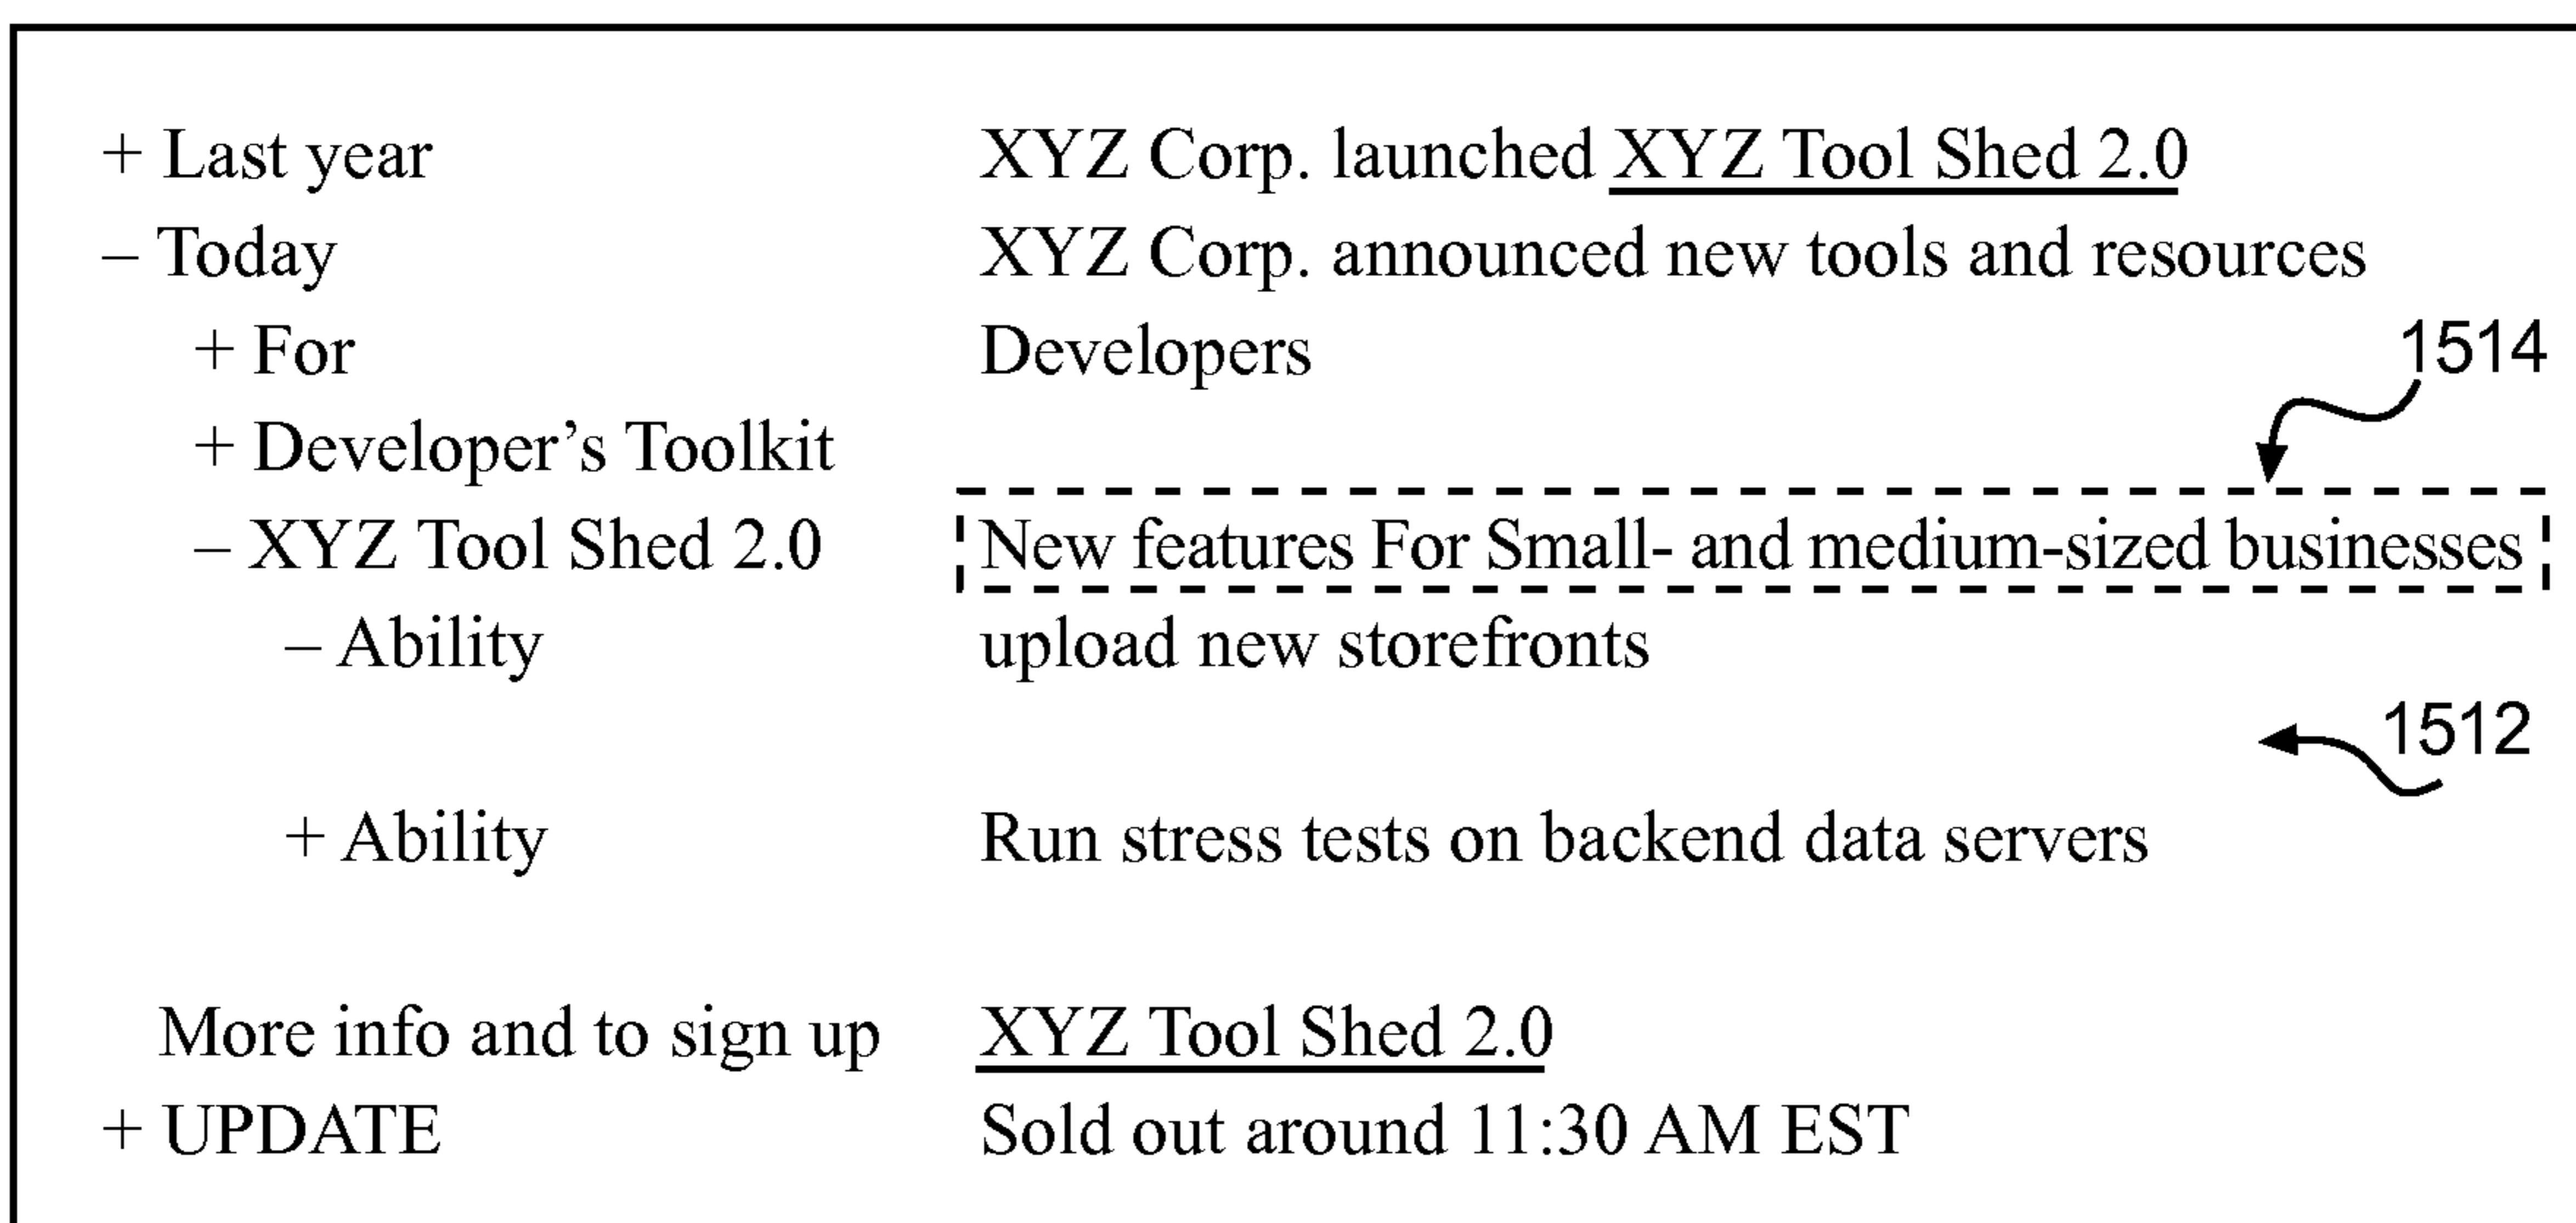 + Last year XYZ Corp. launched XYZ Tool Shed 2.0
– Today XYZ Corp. announced new tools and resources
+ For Developers
1514
+ Developer’s Toolkit
– XYZ Tool Shed 2.0 New features For Small- and medium-sized businesses
– Ability upload new storefronts
1512
+ Ability Run stress tests on backend data servers
More info and to sign up XYZ Tool Shed 2.0
+ UPDATE Sold out around 11:30 AM EST